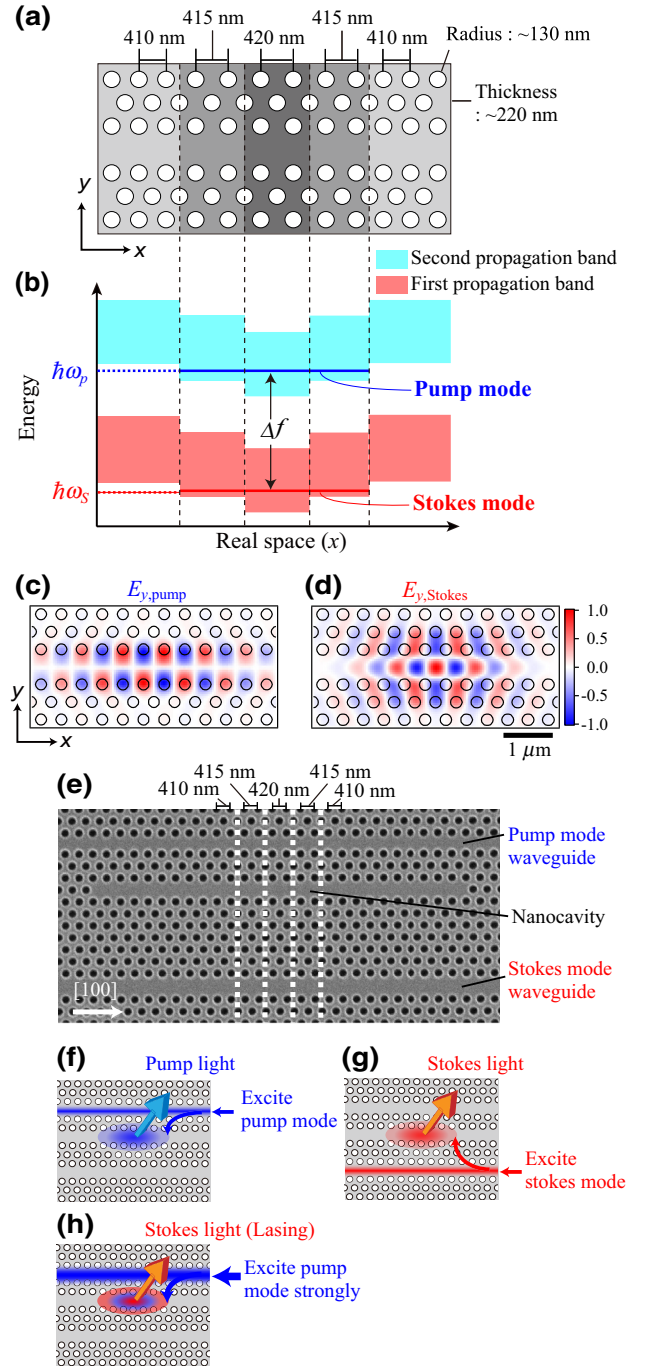 (a)
415 nm
415 nm
410 nm
420 nm
410 nm
Radius : ~130 nm
Thickness
: ~220 nm
y
x
Second propagation band
First propagation band
(b)
Energy
ħωp
Pump mode
Δf
ħωS
Stokes mode
Real space (x)
(c)
Ey,pump
(d)
Ey,Stokes
1.0
0.5
0.0
-0.5
-1.0
y
x
1 μm
(e)
415 nm
415 nm
410 nm
420 nm
410 nm
Pump mode
waveguide
Nanocavity
Stokes mode
waveguide
[100]
(f)
Pump light
Excite
pump mode
(g)
Stokes light
Excite
stokes mode
(h)
Stokes light (Lasing)
Excite pump
mode strongly